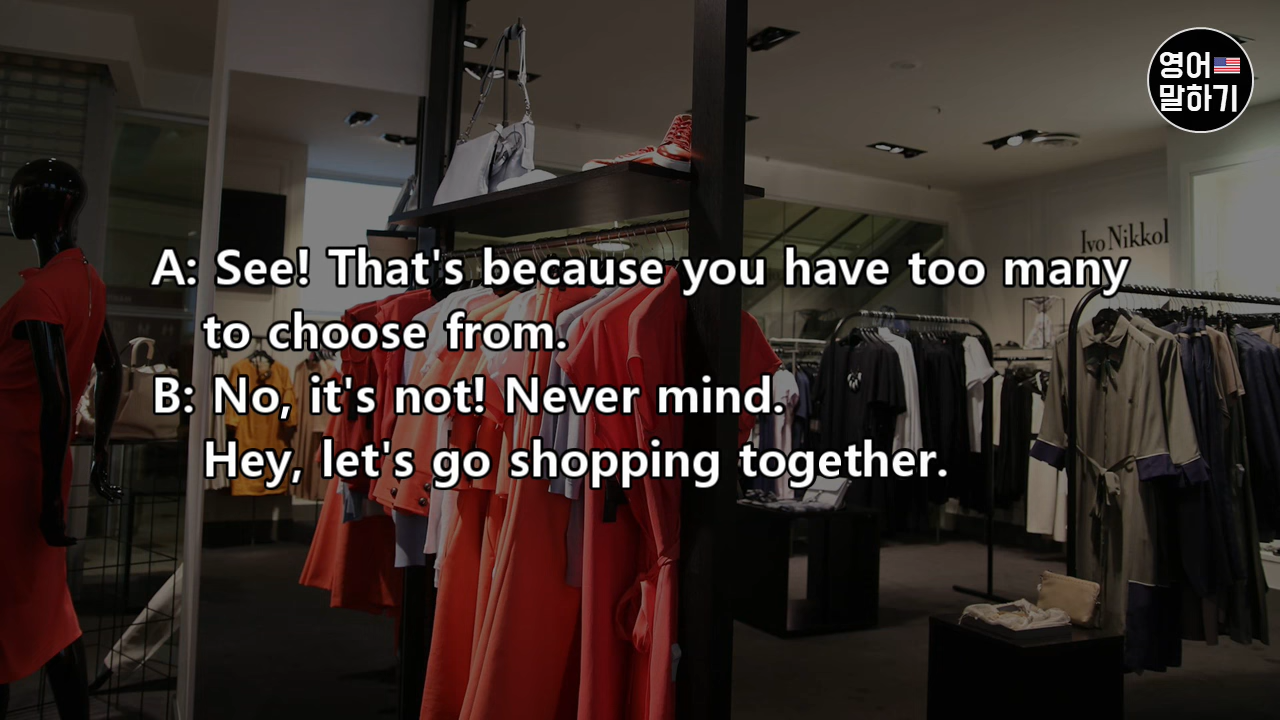 영어
말하기
Ivo Nikkol
A: See! That's because you have too many
to choose from.
B: No, it's not! Never mind.
Hey, let's go shopping together.